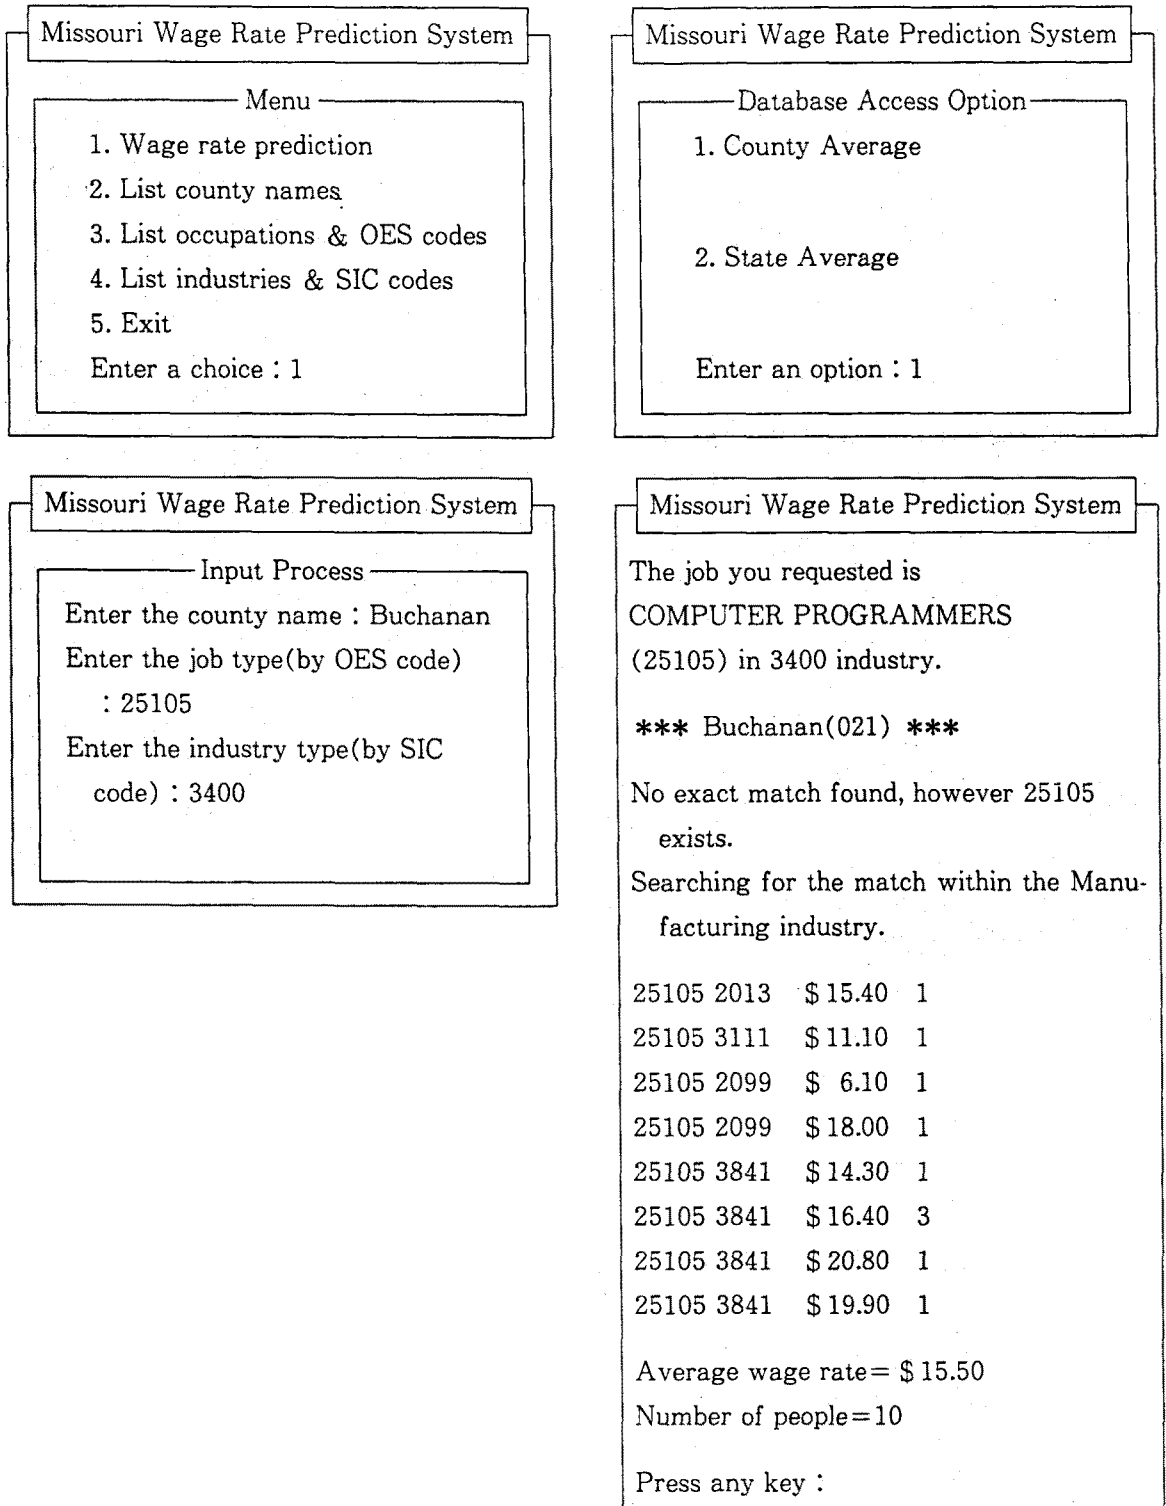 Missouri Wage Rate Prediction System
Menu
1. Wage rate prediction
2. List county names
3. List occupations & OES codes
4. List industries & SIC codes
5. Exit
Enter a choice : 1
Missouri Wage Rate Prediction System
Database Access Option
1. County Average
2. State Average
Enter an option : 1
Missouri Wage Rate Prediction System
Input Process
Enter the county name : Buchanan
Enter the job type(by OES code)
: 25105
Enter the industry type(by SIC
code) : 3400
Missouri Wage Rate Prediction System
The job you requested is
COMPUTER PROGRAMMERS
(25105) in 3400 industry.
*** Buchanan(021) ***
No exact match found, however 25105
exists.
Searching for the match within the Manu-
facturing industry.
25105 2013 $ 15.40 1
25105 3111 $ 11.10 1
25105 2099 $ 6.10 1
25105 2099 $ 18.00 1
25105 3841 $ 14.30 1
25105 3841 $ 16.40 3
25105 3841 $ 20.80 1
25105 3841 $ 19.90 1
Average wage rate= $ 15.50
Number of people=10
Press any key :